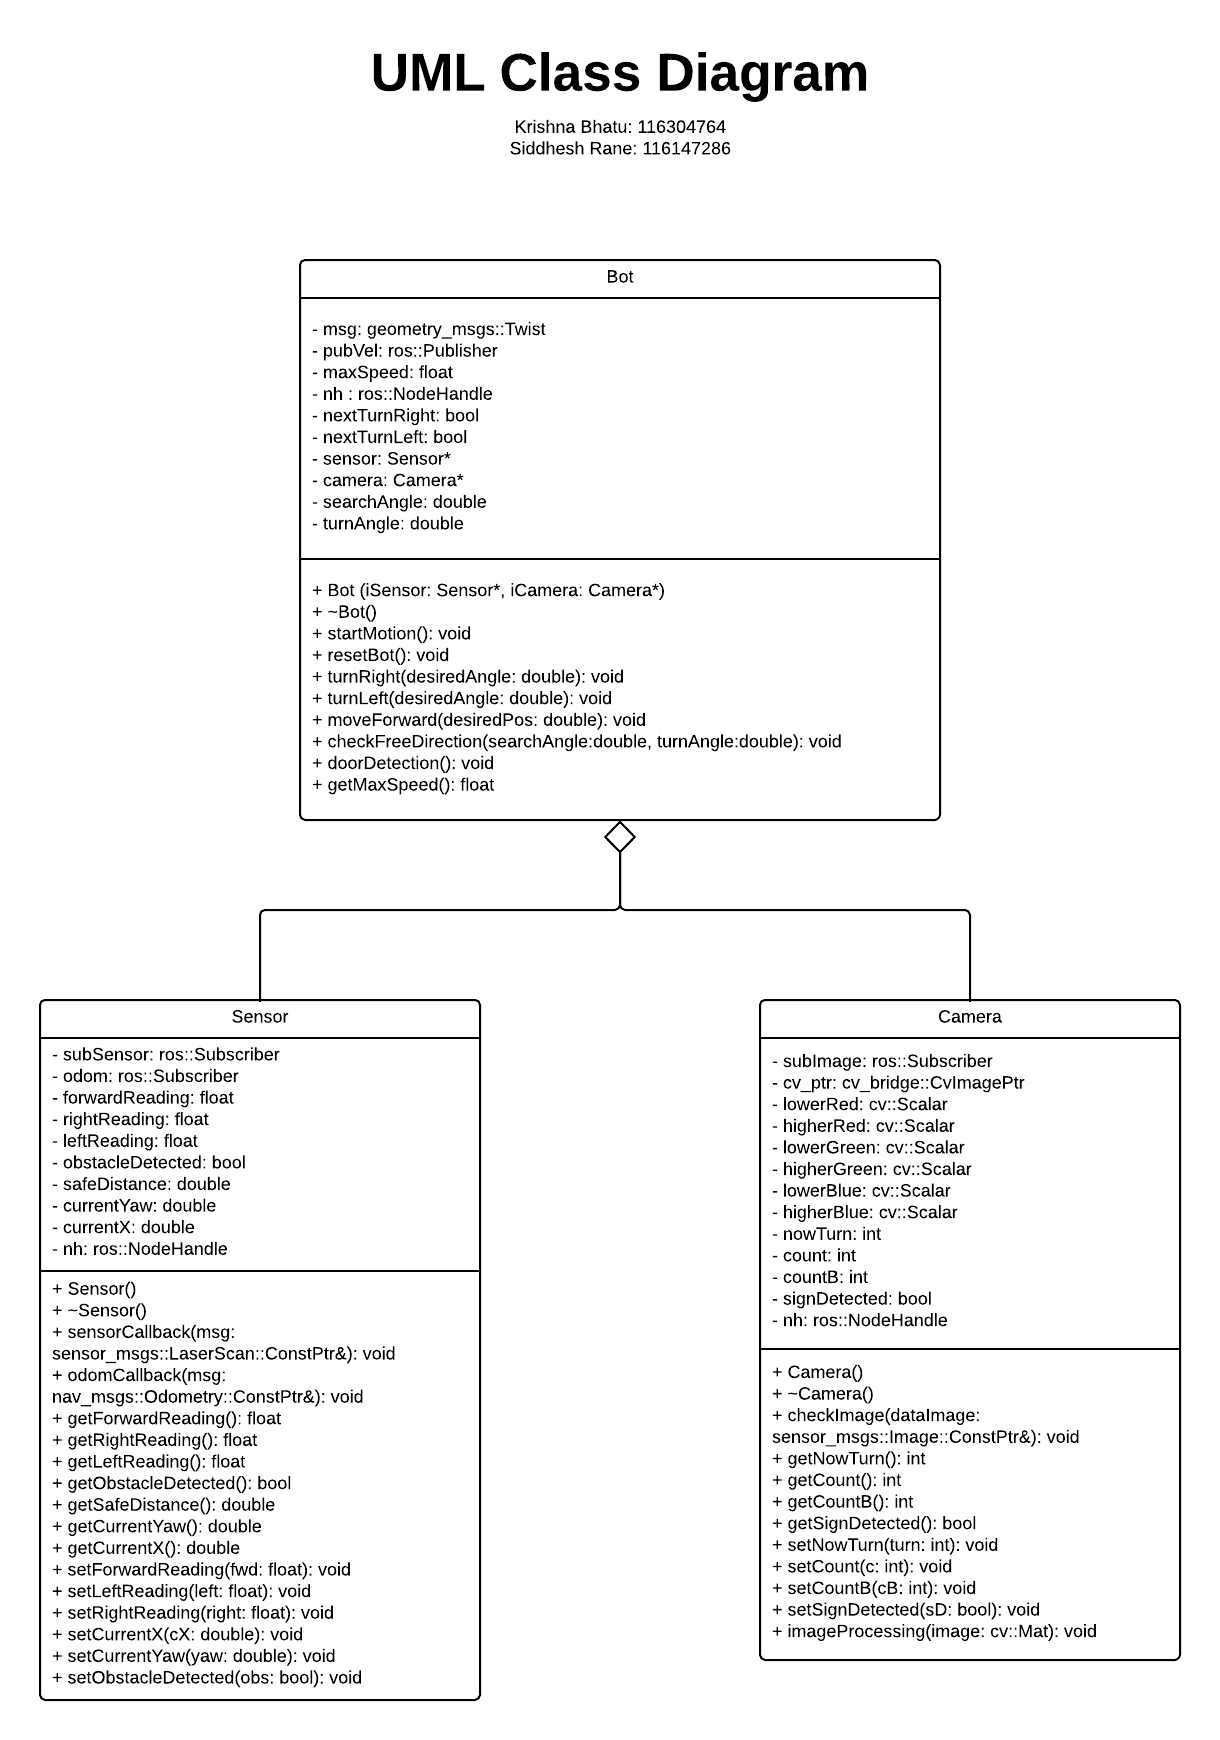 UML Class Diagram
Krishna Bhatu: 116304764
Siddhesh Rane: 116147286
Bot
- msg: geometry_msgs::Twist
- pubVel: ros::Publisher
- maxSpeed: float
- nh : ros::NodeHandle
- nextTurnRight: bool
- nextTurnLeft: bool
- sensor: Sensor*
- camera: Camera*
- searchAngle: double
- turnAngle: double
+ Bot (iSensor: Sensor*, iCamera: Camera*)
+ ~Bot()
+ startMotion(): void
+ resetBot(): void
+ turnRight(desiredAngle: double): void
+ turnLeft(desiredAngle: double): void
+ moveForward(desiredPos: double): void
+ checkFreeDirection(searchAngle:double, turnAngle:double): void
+ doorDetection(): void
+ getMaxSpeed(): float
Sensor
- subSensor: ros::Subscriber
- odom: ros::Subscriber
- forwardReading: float
- rightReading: float
- leftReading: float
- obstacleDetected: bool
- safeDistance: double
- currentYaw: double
- currentX: double
- nh: ros::NodeHandle
+ Sensor()
+ ~Sensor()
+ sensorCallback(msg:
sensor_msgs::LaserScan::ConstPtr&): void
+ odomCallback(msg:
nav_msgs::Odometry::ConstPtr&): void
+ getForwardReading(): float
+ getRightReading(): float
+ getLeftReading(): float
+ getObstacleDetected(): bool
+ getSafeDistance(): double
+ getCurrentYaw(): double
+ getCurrentX(): double
+ setForwardReading(fwd: float): void
+ setLeftReading(left: float): void
+ setRightReading(right: float): void
+ setCurrentX(cX: double): void
+ setCurrentYaw(yaw: double): void
+ setObstacleDetected(obs: bool): void
Camera
- subImage: ros::Subscriber
- cv_ptr: cv_bridge::CvImagePtr
- lowerRed: cv::Scalar
- higherRed: cv::Scalar
- lowerGreen: cv::Scalar
- higherGreen: cv::Scalar
- lowerBlue: cv::Scalar
- higherBlue: cv::Scalar
- nowTurn: int
- count: int
- countB: int
- signDetected: bool
- nh: ros::NodeHandle
+ Camera()
+ ~Camera()
+ checkImage(dataImage:
sensor_msgs::Image::ConstPtr&): void
+ getNowTurn(): int
+ getCount(): int
+ getCountB(): int
+ getSignDetected(): bool
+ setNowTurn(turn: int): void
+ setCount(c: int): void
+ setCountB(cB: int): void
+ setSignDetected(sD: bool): void
+ imageProcessing(image: cv::Mat): void